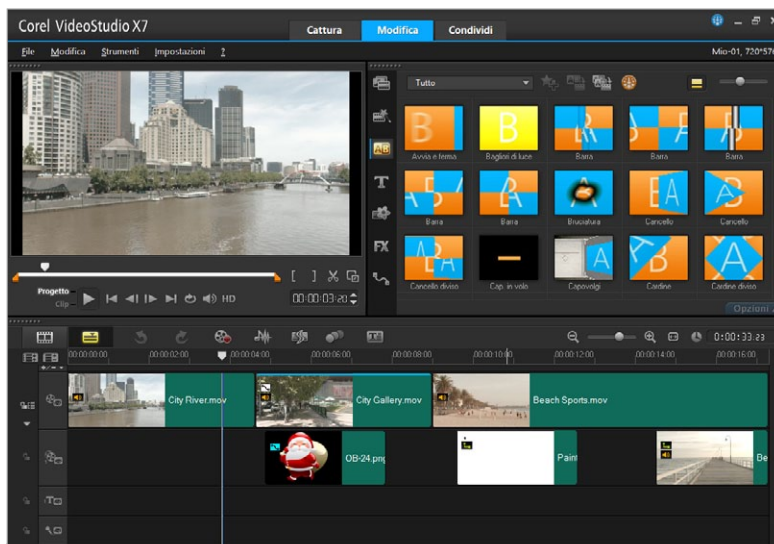 Corel VideoStudio X7
Cattura
Modifica
Condividi
File
Modifica
Strumenti
Impostazioni
?
Mio-01, 720*576
Tutto
B
B
Avvia e ferma
Bagliori di luce
Barra
Barra
Barra
Barra
Barra
Bruciatura
Cancello
Cancello
Cancello diviso
Cap. in volo
Capovolgi
Cardine
Cardine diviso
AB
T
FX
Progetto
Clip
HD
00:00:03:20
Opzioni
0:00:33.23
00:00:00:00
00:00:02:00
00:00:04:00
00:00:06:00
00:00:08:00
00:00:10:00
00:00:12:00
00:00:14:00
00:00:16:00
City River.mov
City Gallery.mov
Beach Sports.mov
OB-24.png
Paint
Be
T